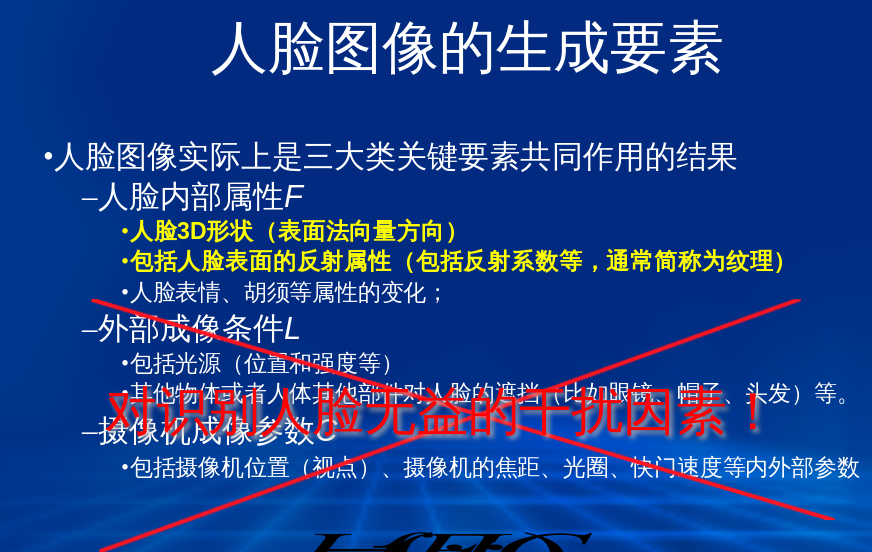 人脸图像的生成要素
•人脸图像实际上是三大类关键要素共同作用的结果
–人脸内部属性F
•人脸3D形状（表面法向量方向）
•包括人脸表面的反射属性（包括反射系数等，通常简称为纹理）
•人脸表情、胡须等属性的变化；
–外部成像条件L
•包括光源（位置和强度等）
•其他物体或者人体其他部件对人脸的遮挡（比如眼镜、帽子、头发）等。
对识别人脸无益的干扰因素！
–摄像机成像参数C
•包括摄像机位置（视点）、摄像机的焦距、光圈、快门速度等内外部参数